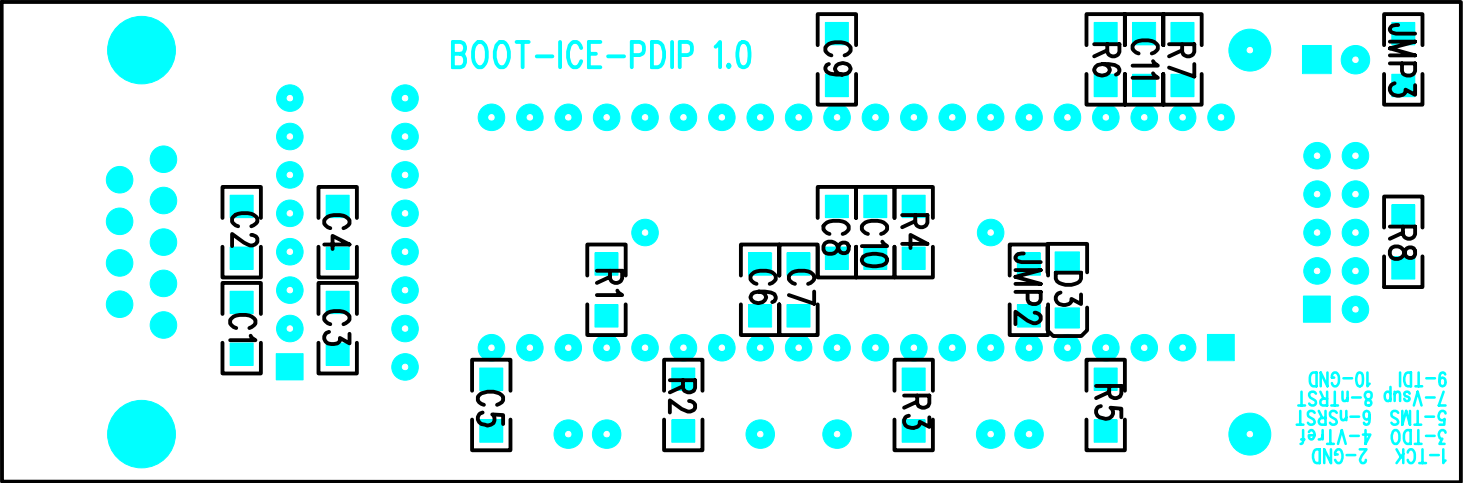 BOOT-ICE-PDIP 1.0
C9
R6
C11
R7
JMP3
C2
C4
C8
C10
R4
R8
R1
C6
C7
JMP2
D3
C1
C3
C5
R2
R3
R5
1-TCK 2-GND
3-TDO 4-VTref
5-TMS 6-nSRST
7-Vsup 8-nTRST
9-TDI 10-GND